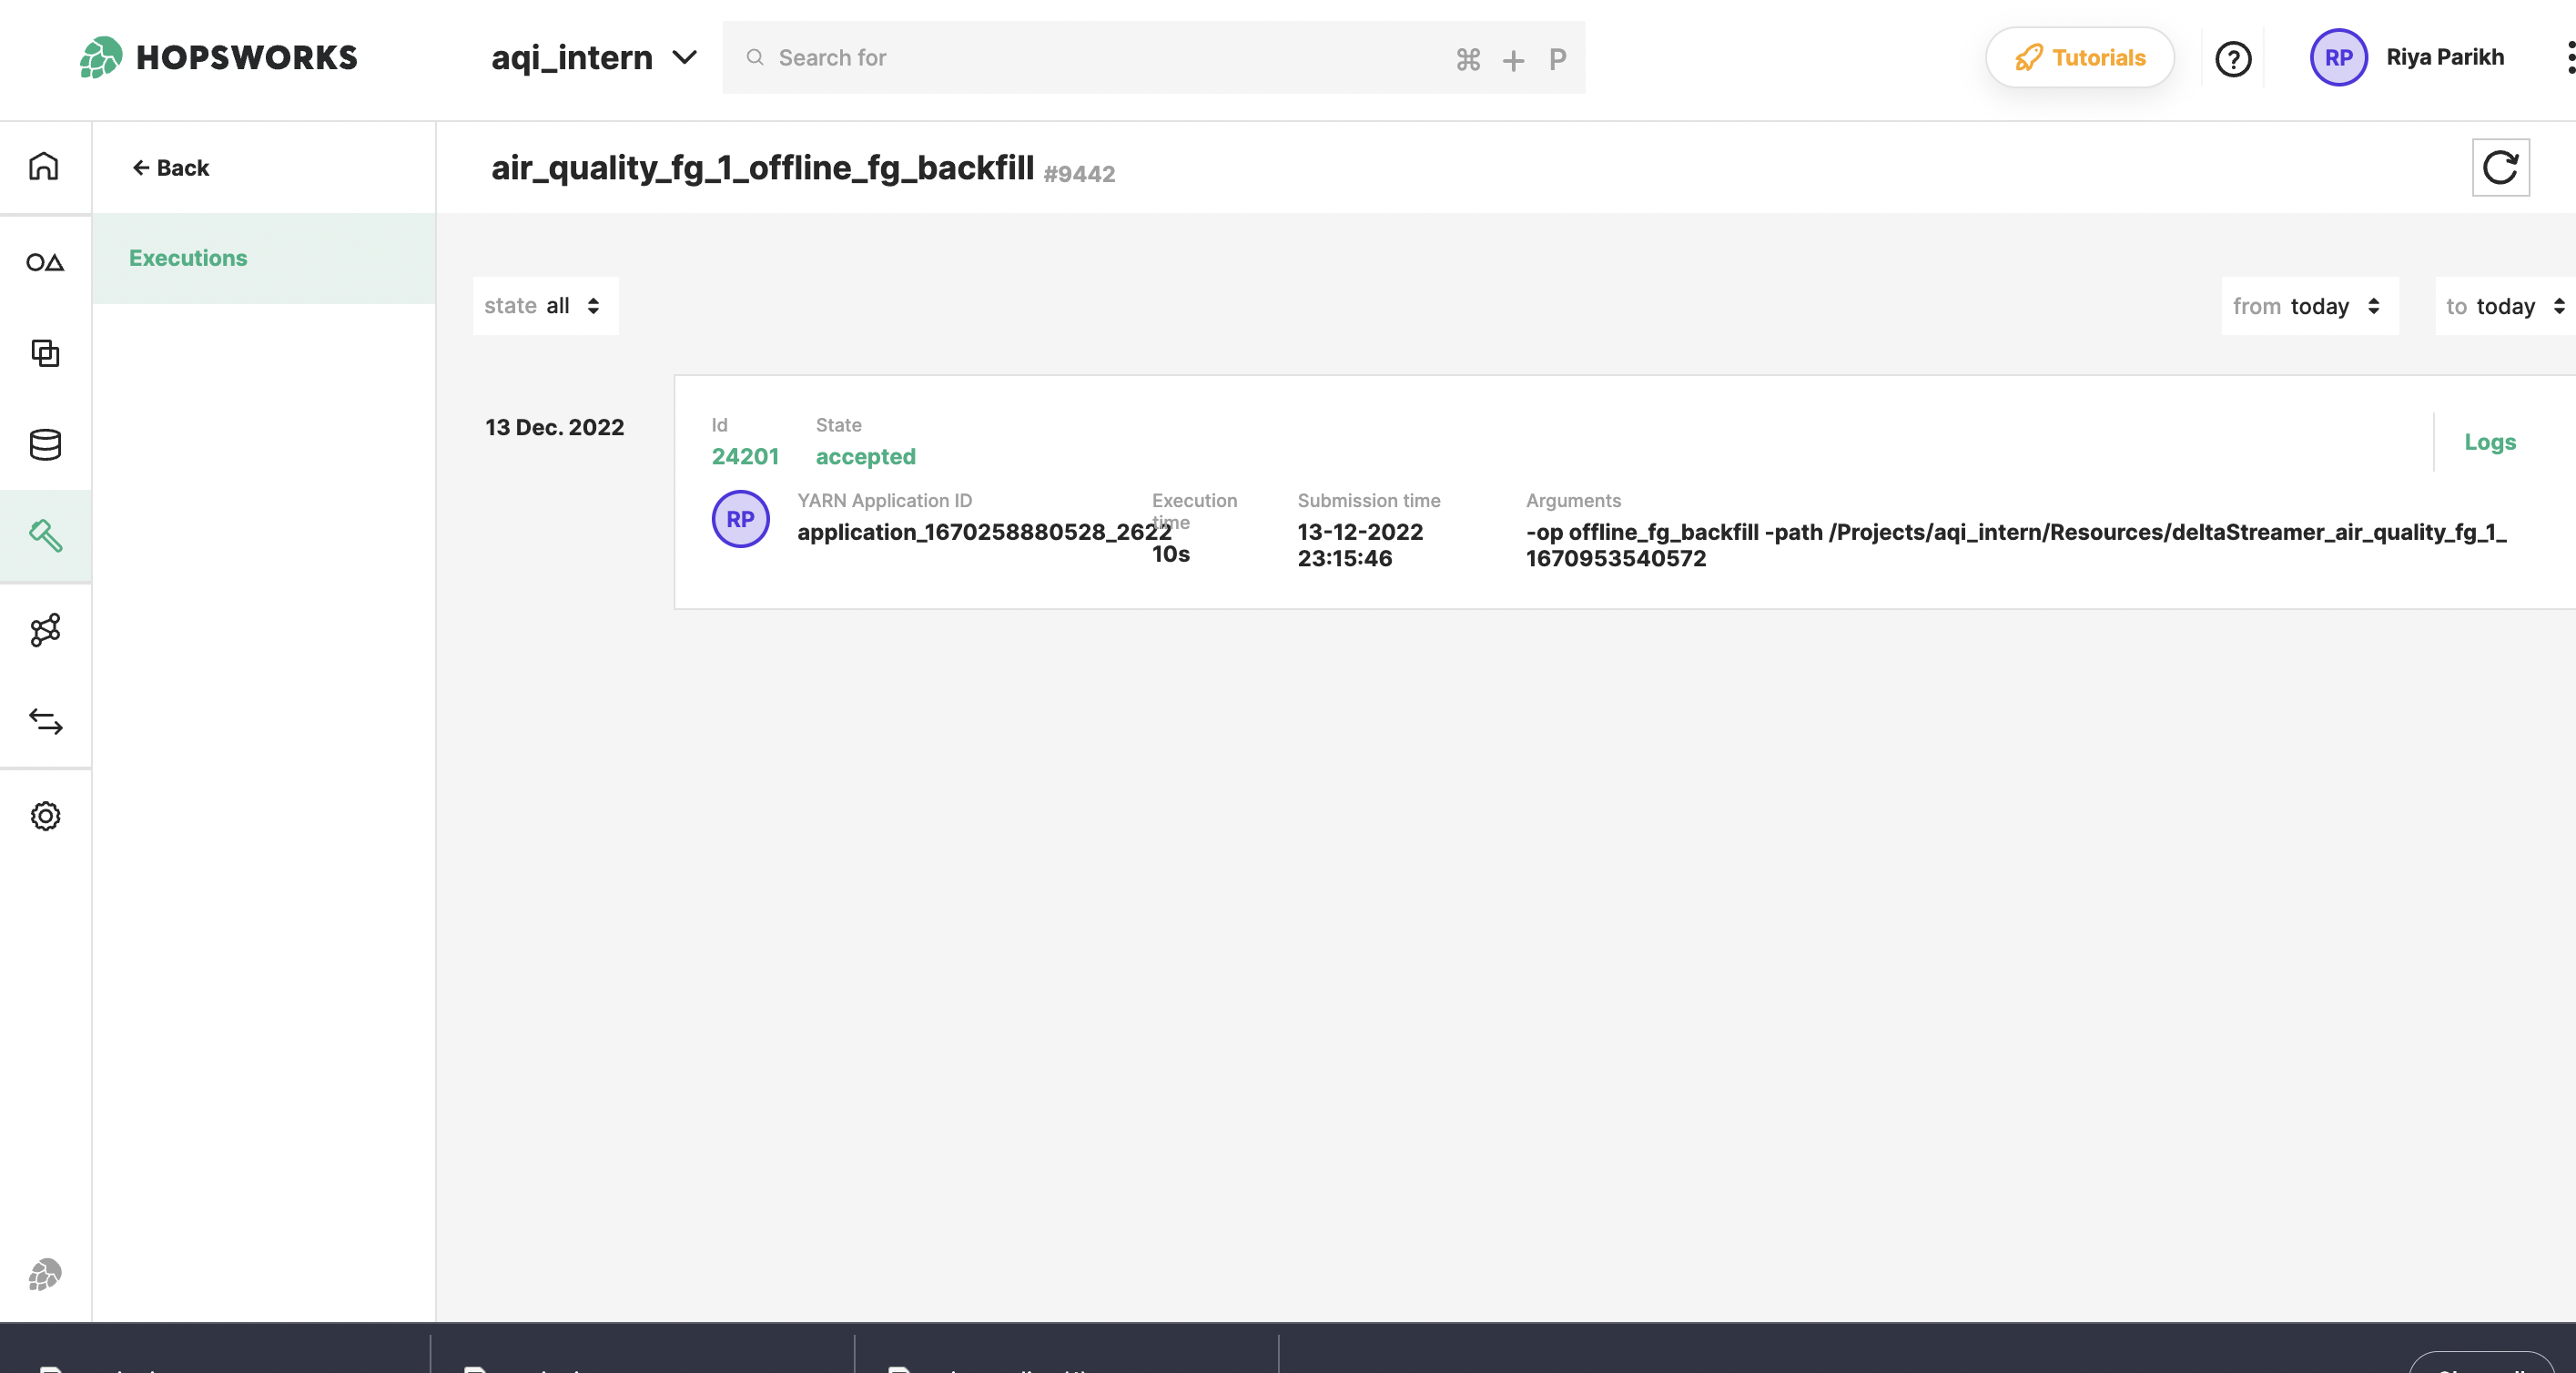 HOPSWORKS
aqi_intern
Search for
⌘ + P
Tutorials
?
RP
Riya Parikh
← Back
air_quality_fg_1_offline_fg_backfill #9442
Executions
state all
from today
to today
13 Dec. 2022
Id
State
24201
accepted
Logs
RP
YARN Application ID
application_1670258880528_2622
Execution
time
10s
Submission time
13-12-2022
23:15:46
Arguments
-op offline_fg_backfill -path /Projects/aqi_intern/Resources/deltaStreamer_air_quality_fg_1_
1670953540572